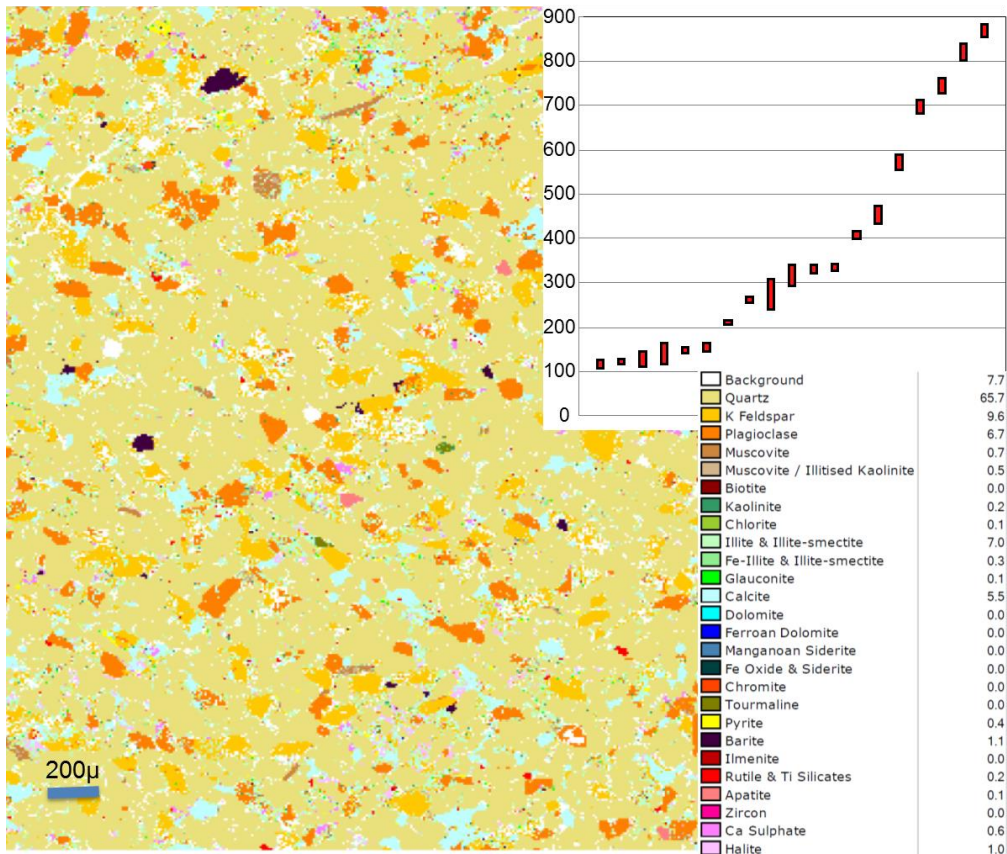 900
800
700
600
500
400
300
200
100
0
Background 7.7
Quartz 65.7
K Feldspar 9.6
Plagioclase 6.7
Muscovite 0.7
Muscovite / Illitised Kaolinite 0.5
Biotite 0.0
Kaolinite 0.2
Chlorite 0.1
Illite & Illite-smectite 7.0
Fe-Illite & Illite-smectite 0.3
Glauconite 0.1
Calcite 5.5
Dolomite 0.0
Ferroan Dolomite 0.0
Manganoan Siderite 0.0
Fe Oxide & Siderite 0.0
Chromite 0.0
Tourmaline 0.0
Pyrite 0.4
Barite 1.1
Ilmenite 0.0
Rutile & Ti Silicates 0.2
Apatite 0.1
Zircon 0.0
Ca Sulphate 0.6
Halite 1.0
200µ